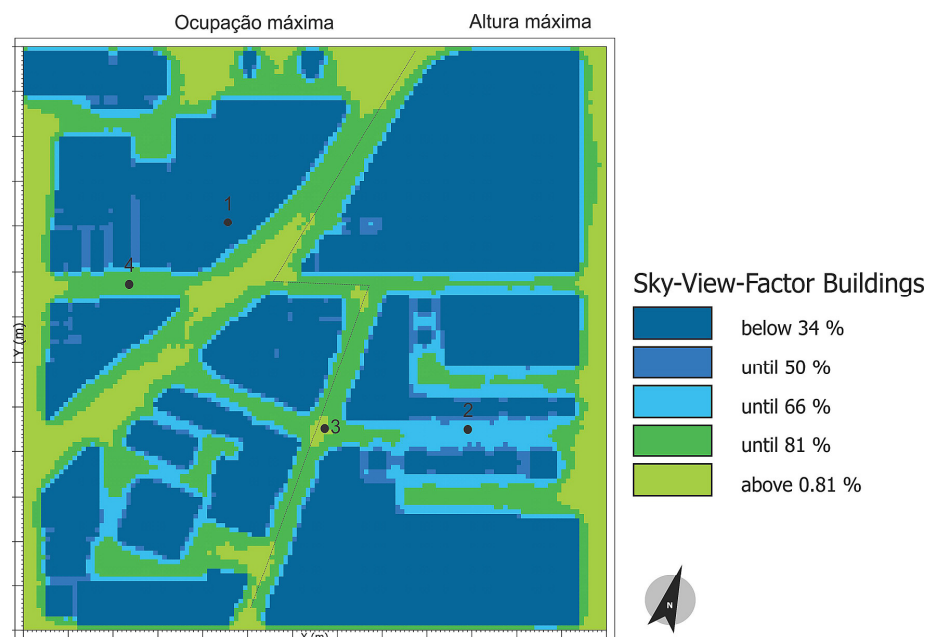 Ocupação máxima
Altura máxima
1
4
2
3
Y (m)
X (m)
Sky-View-Factor Buildings
below 34 %
until 50 %
until 66 %
until 81 %
above 0.81 %
N